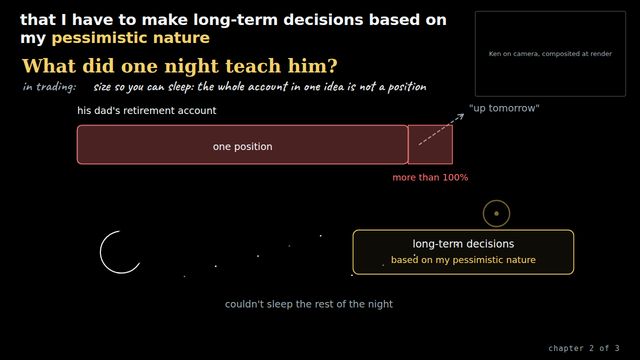 that I have to make long-term decisions based on
my pessimistic nature
Ken on camera, composited at render
What did one night teach him?
in trading: size so you can sleep: the whole account in one idea is not a position
his dad's retirement account
"up tomorrow"
one position
more than 100%
long-term decisions
based on my pessimistic nature
couldn't sleep the rest of the night
chapter 2 of 3